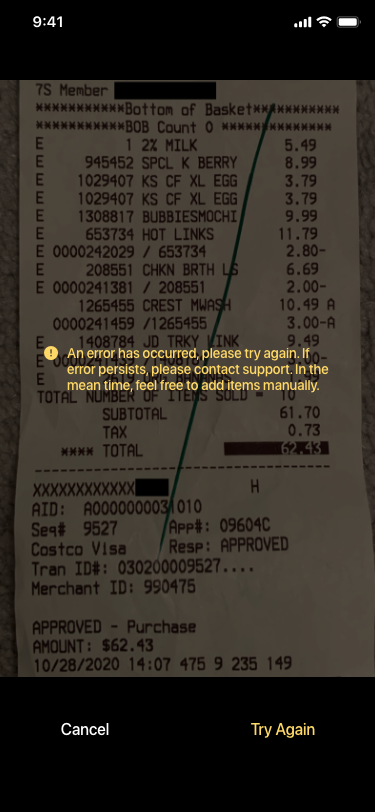 9:41
7S Member
***********Bottom of Basket***********
***********BOB Count 0 **************
E 1 2% MILK 5.49
E 945452 SPCL K BERRY 8.99
E 1029407 KS CF XL EGG 3.79
E 1029407 KS CF XL EGG 3.79
E 1308817 BUBBIESMOCHI 9.99
E 653734 HOT LINKS 11.79
E 0000242029 / 653734 2.80-
E 208551 CHKN BRTH LS 6.69
E 0000241381 / 208551 2.00-
1265455 CREST MWASH 10.49 A
0000241459 /1265455 3.00-A
E 1408784 JD TRKY LINK 9.49
An error has occurred, please try again. If
error persists, please contact support. In the
mean time, feel free to add items manually.
TOTAL NUMBER OF ITEMS SOLD = 10
SUBTOTAL 61.70
TAX 0.73
**** TOTAL 62.43
XXXXXXXXXXXX H
AID: A0000000031010
Seq# 9527 App#: 09604C
Costco Visa Resp: APPROVED
Tran ID#: 030200009527....
Merchant ID: 990475
APPROVED - Purchase
AMOUNT: $62.43
10/28/2020 14:07 475 9 235 149
Cancel Try Again